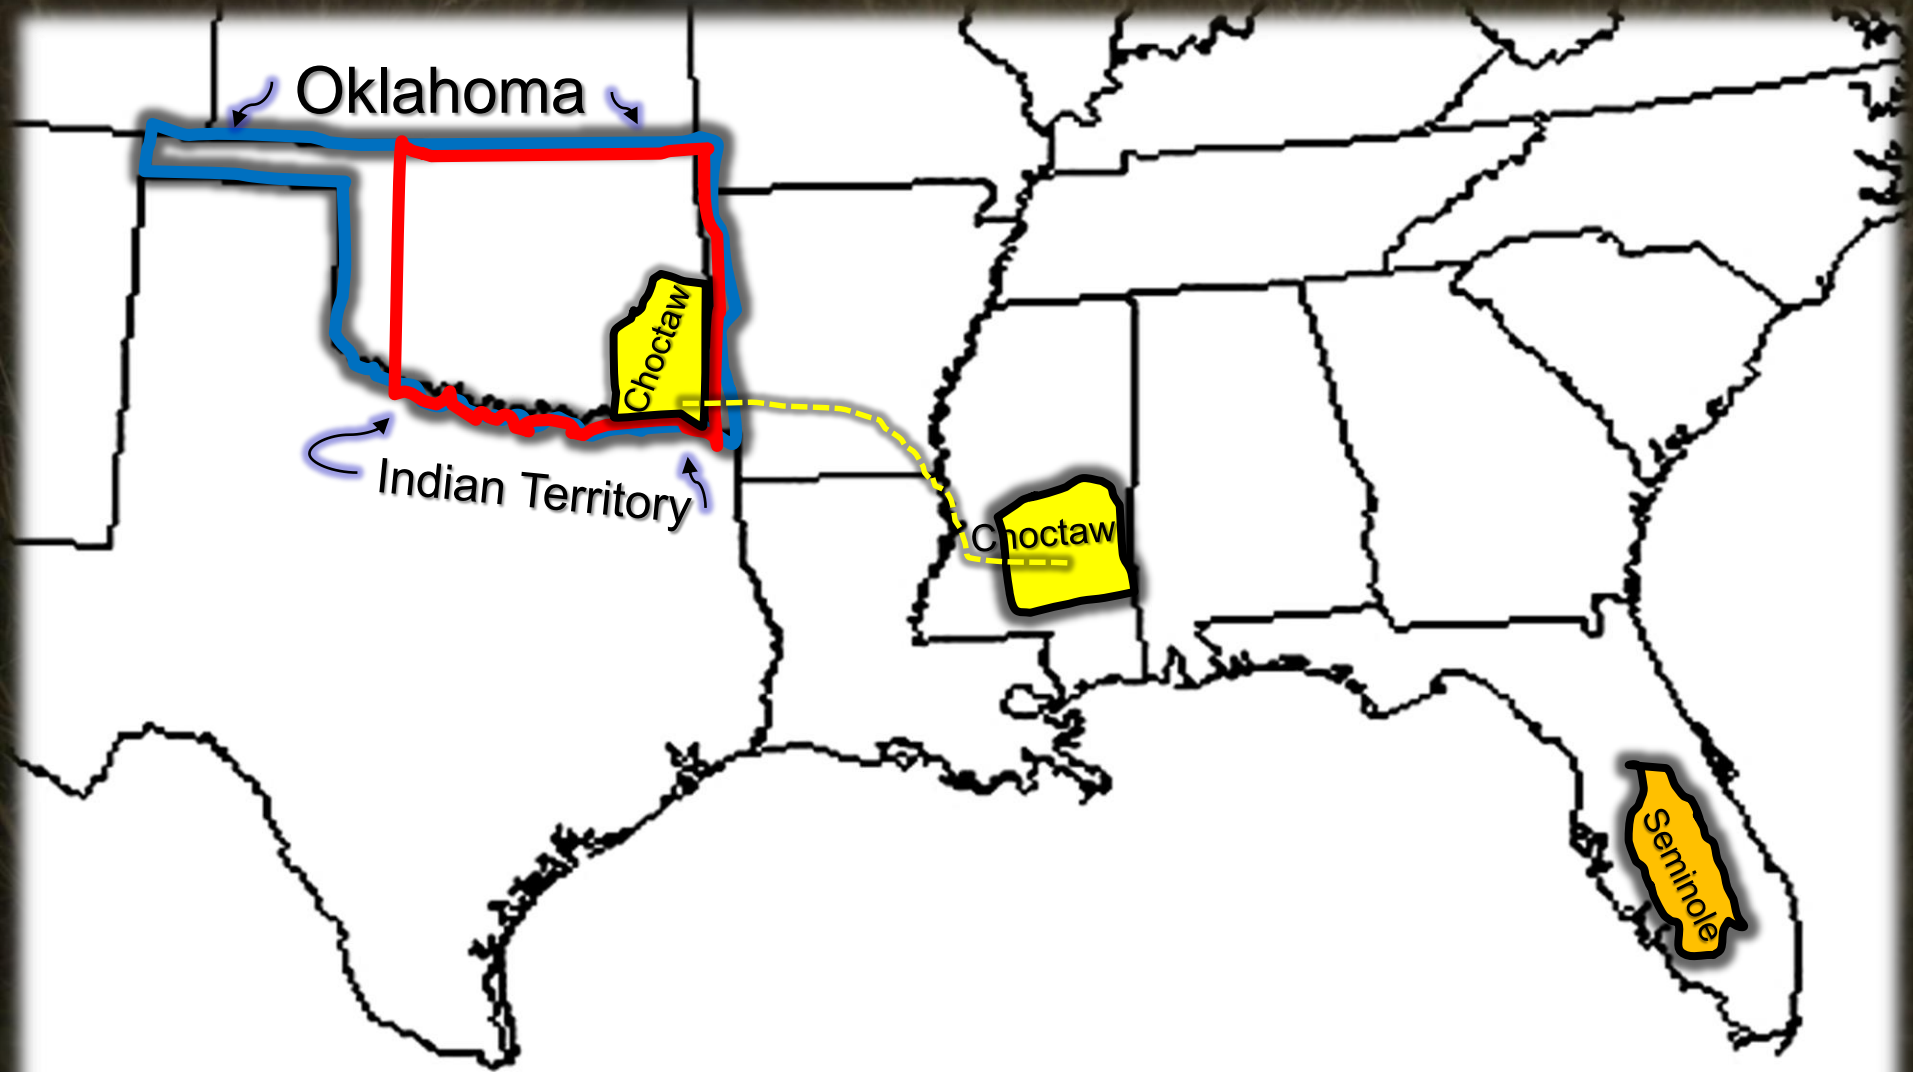 Oklahoma
Choctaw
Indian Territory
Choctaw
Seminole